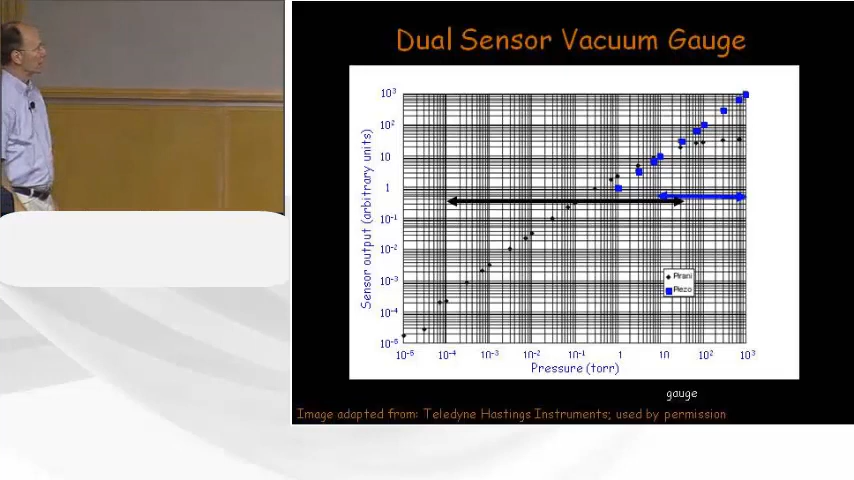 Dual Sensor Vacuum Gauge
10³
10²
10
1
10⁻¹
10⁻²
10⁻³
10⁻⁴
10⁻⁵
Sensor output (arbitrary units)
Pirani
Piezo
10⁻⁵ 10⁻⁴ 10⁻³ 10⁻² 10⁻¹ 1 10 10² 10³
Pressure (torr)
gauge
Image adapted from: Teledyne Hastings Instruments; used by permission